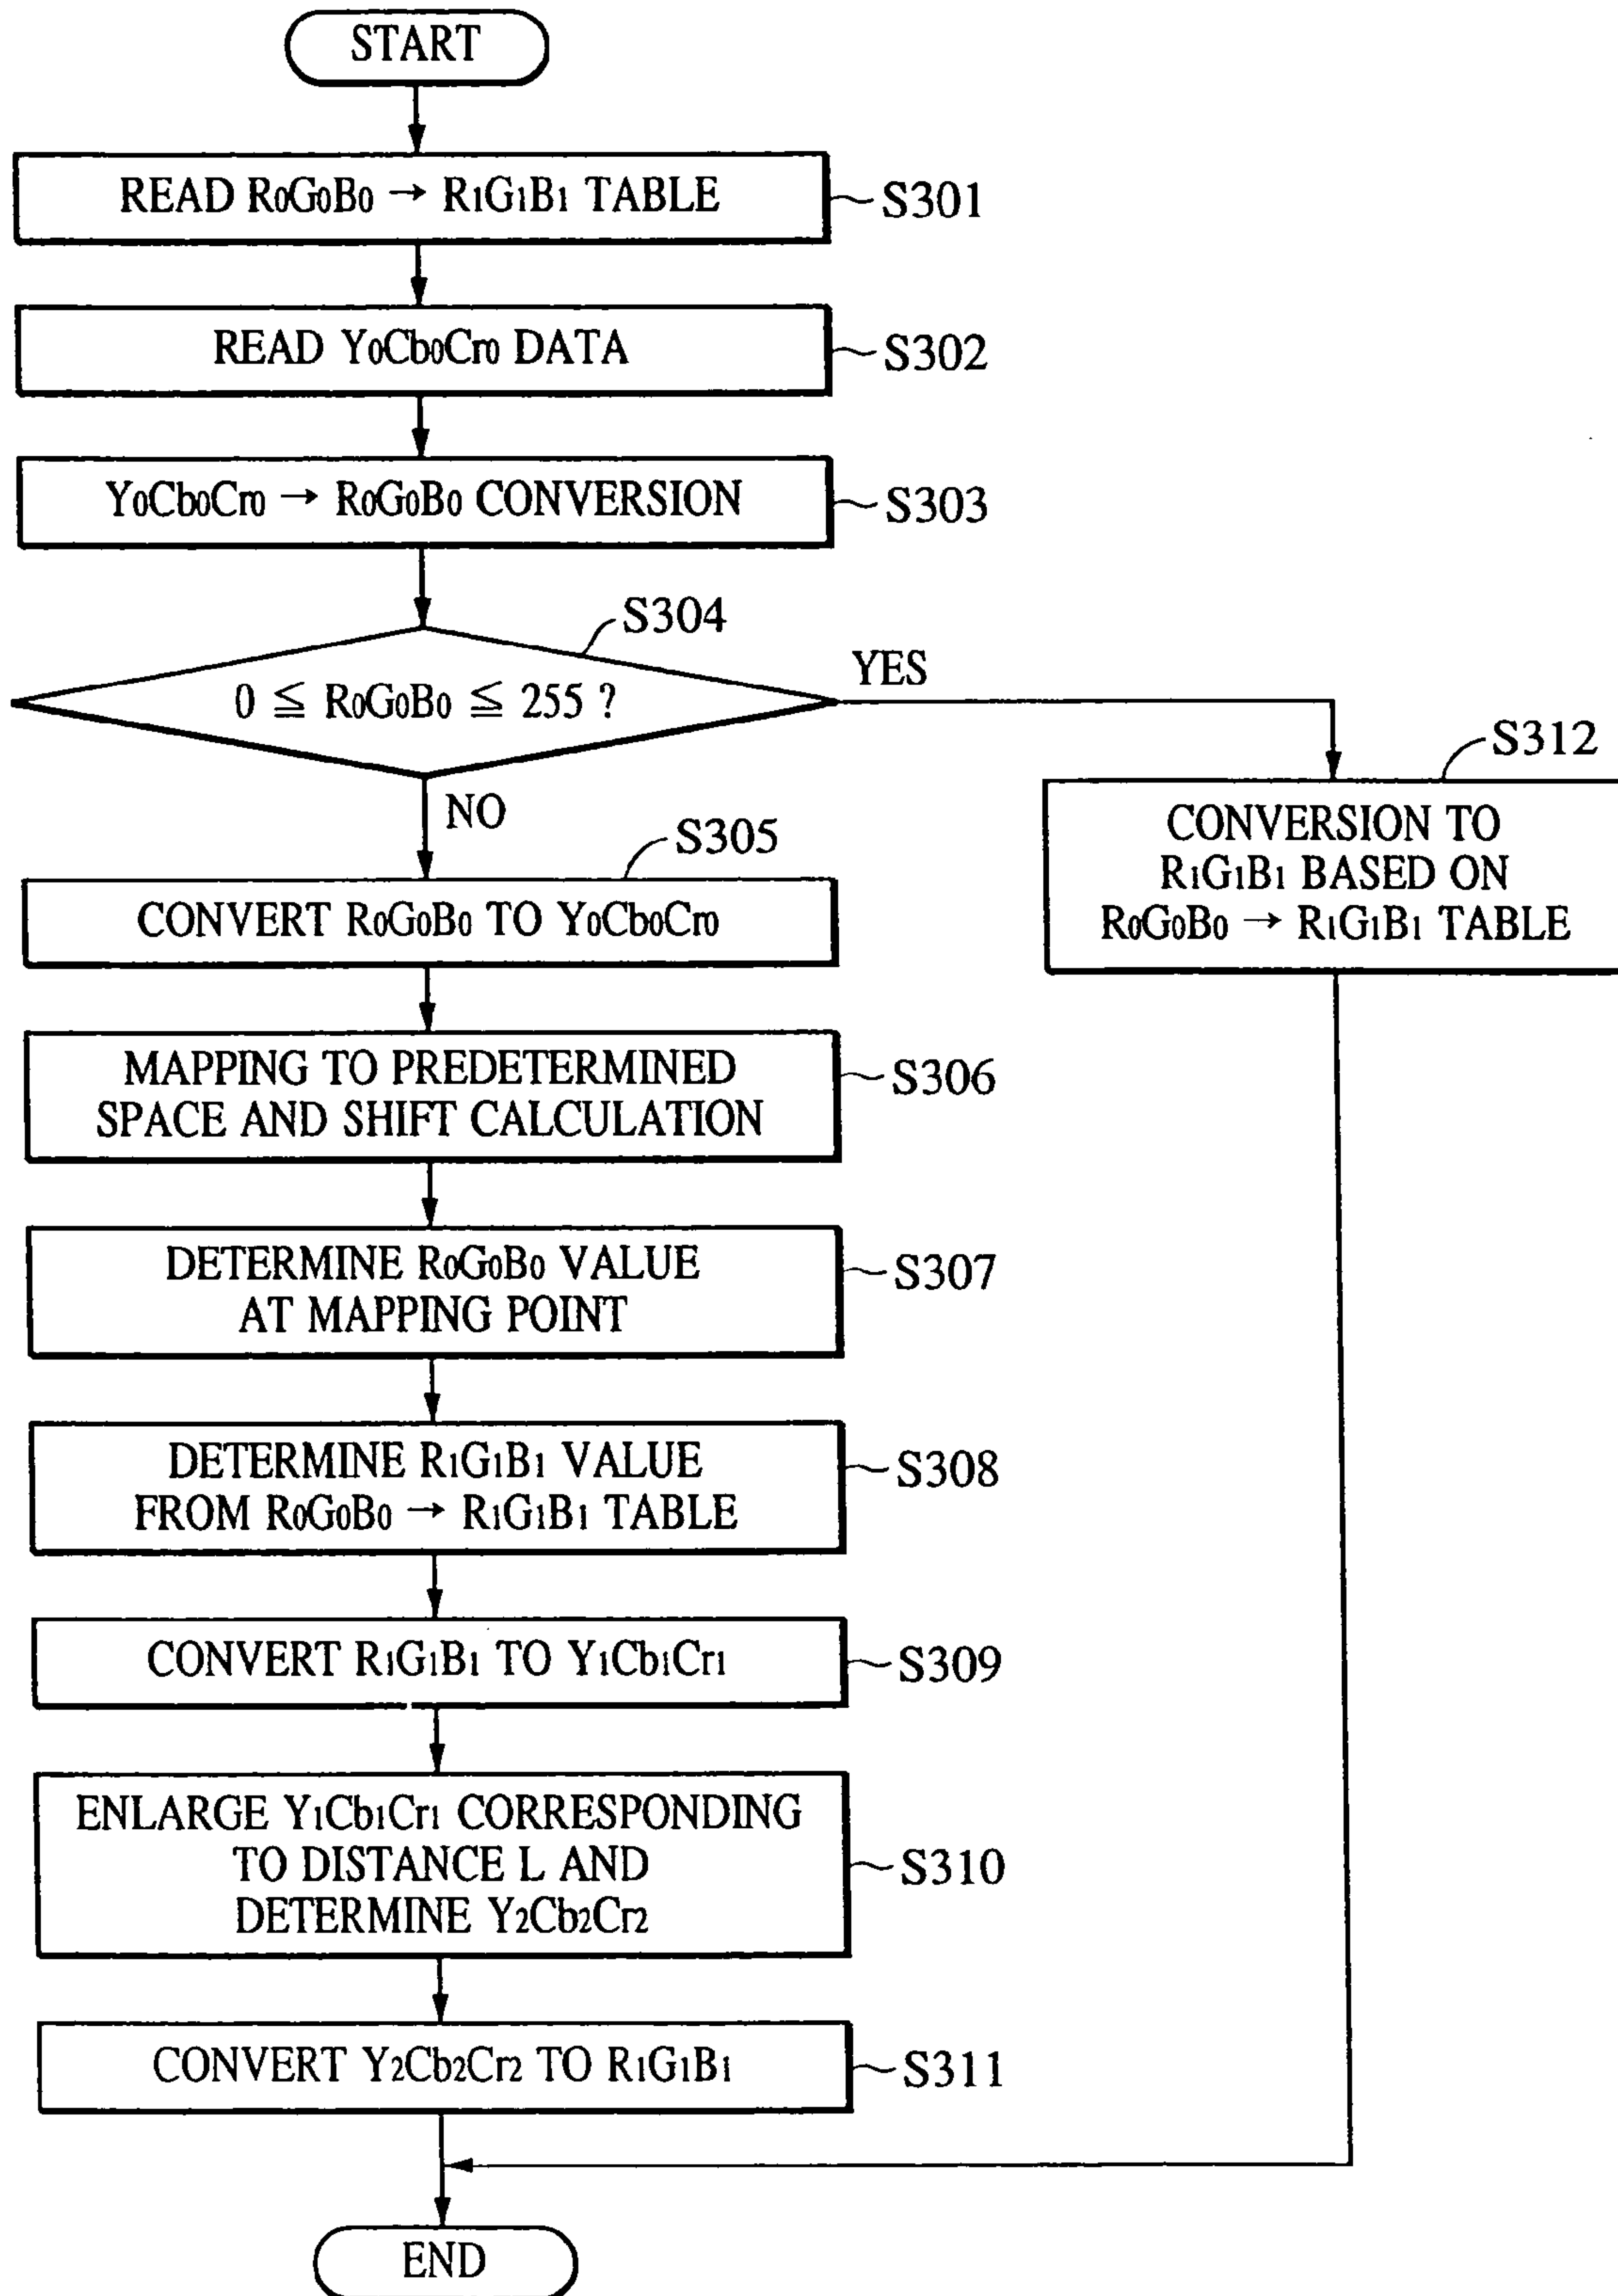 START
READ R₀G₀B₀ → R₁G₁B₁ TABLE
S301
READ Y₀Cb₀Cr₀ DATA
S302
Y₀Cb₀Cr₀ → R₀G₀B₀ CONVERSION
S303
S304
0 ≦ R₀G₀B₀ ≦ 255 ?
YES
NO
S312
CONVERSION TO
R₁G₁B₁ BASED ON
R₀G₀B₀ → R₁G₁B₁ TABLE
S305
CONVERT R₀G₀B₀ TO Y₀Cb₀Cr₀
MAPPING TO PREDETERMINED
SPACE AND SHIFT CALCULATION
S306
DETERMINE R₀G₀B₀ VALUE
AT MAPPING POINT
S307
DETERMINE R₁G₁B₁ VALUE
FROM R₀G₀B₀ → R₁G₁B₁ TABLE
S308
CONVERT R₁G₁B₁ TO Y₁Cb₁Cr₁
S309
ENLARGE Y₁Cb₁Cr₁ CORRESPONDING
TO DISTANCE L AND
DETERMINE Y₂Cb₂Cr₂
S310
CONVERT Y₂Cb₂Cr₂ TO R₁G₁B₁
S311
END